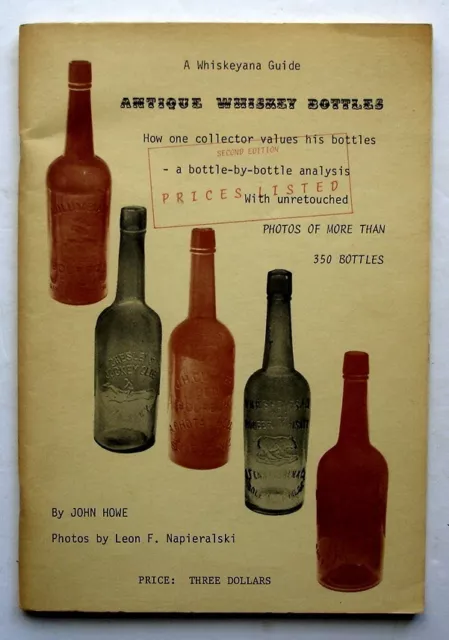 A Whiskeyana Guide
ANTIQUE WHISKEY BOTTLES
How one collector values his bottles
SECOND EDITION
- a bottle-by-bottle analysis
PRICES LISTED
With unretouched
PHOTOS OF MORE THAN
350 BOTTLES
By JOHN HOWE
Photos by Leon F. Napieralski
PRICE: THREE DOLLARS